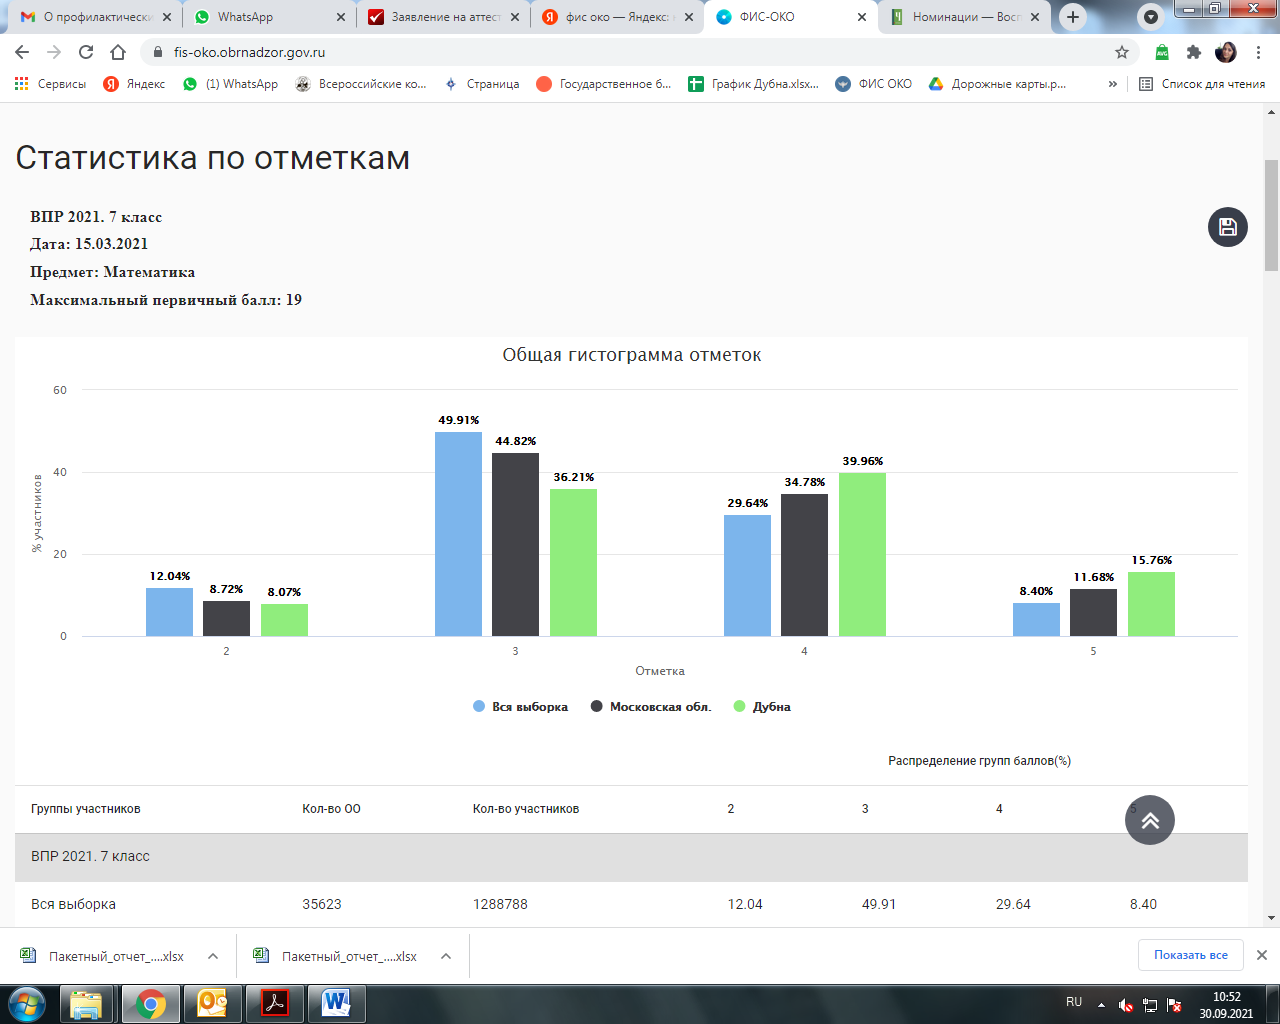 О профилактически
WhatsApp
Заявление на аттест
фис око — Яндекс:
ФИС-ОКО
Номинации — Восп
fis-oko.obrnadzor.gov.ru
Сервисы
Яндекс
(1) WhatsApp
Всероссийские ко...
Страница
Государственное б...
График Дубна.xlsx...
ФИС ОКО
Дорожные карты.p...
»
Список для чтения
Статистика по отметкам
ВПР 2021. 7 класс
Дата: 15.03.2021
Предмет: Математика
Максимальный первичный балл: 19
Общая гистограмма отметок
60
40
20
0
% участников
12.04%
8.72%
8.07%
49.91%
44.82%
36.21%
29.64%
34.78%
39.96%
8.40%
11.68%
15.76%
2
3
4
5
Отметка
Вся выборка
Московская обл.
Дубна
Распределение групп баллов(%)
Группы участников
Кол-во ОО
Кол-во участников
2
3
4
5
ВПР 2021. 7 класс
Вся выборка
35623
1288788
12.04
49.91
29.64
8.40
Пакетный_отчет_....xlsx
Пакетный_отчет_....xlsx
Показать все
RU
10:52
30.09.2021